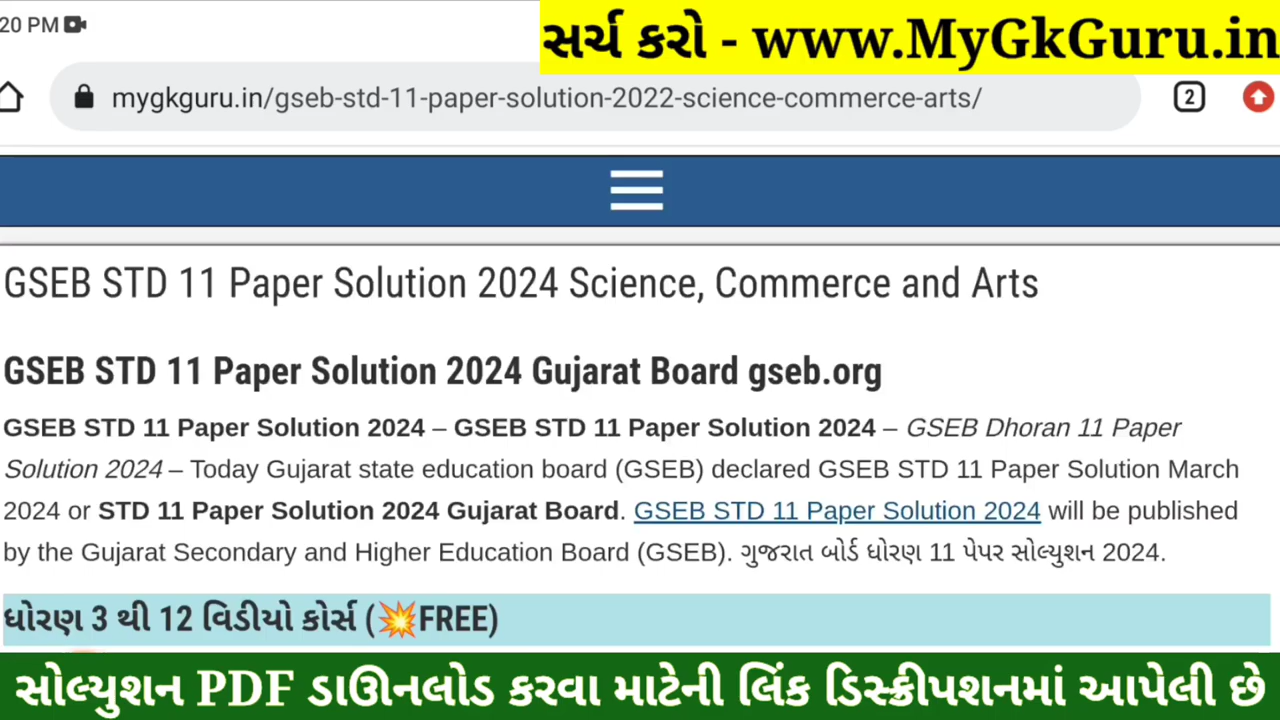 20 PM
સર્ચ કરો - www.MyGkGuru.in
mygkguru.in/gseb-std-11-paper-solution-2022-science-commerce-arts/
2
GSEB STD 11 Paper Solution 2024 Science, Commerce and Arts
GSEB STD 11 Paper Solution 2024 Gujarat Board gseb.org
GSEB STD 11 Paper Solution 2024 – GSEB STD 11 Paper Solution 2024 – GSEB Dhoran 11 Paper
Solution 2024 – Today Gujarat state education board (GSEB) declared GSEB STD 11 Paper Solution March
2024 or STD 11 Paper Solution 2024 Gujarat Board. GSEB STD 11 Paper Solution 2024 will be published
by the Gujarat Secondary and Higher Education Board (GSEB). ગુજરાત બોર્ડ ધોરણ 11 પેપર સોલ્યુશન 2024.
ધોરણ 3 થી 12 વિડીયો કોર્સ (💥FREE)
સોલ્યુશન PDF ડાઊનલોડ કરવા માટેની લિંક ડિસ્ક્રીપશનમાં આપેલી છે